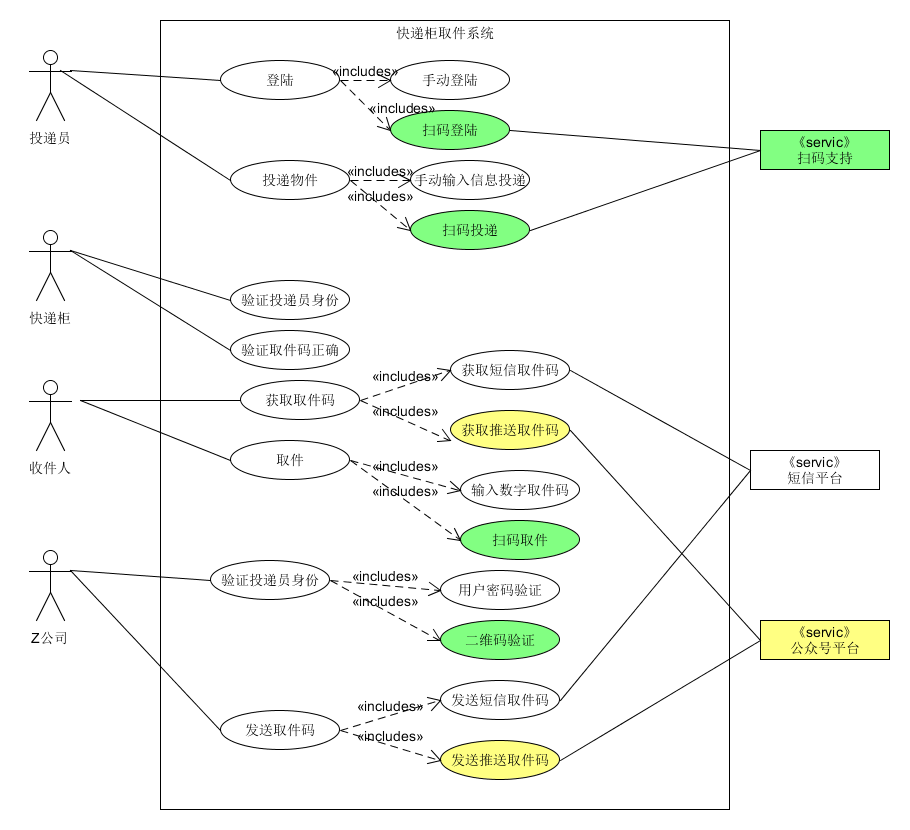 快递柜取件系统
投递员
登陆
«includes»
手动登陆
«includes»
扫码登陆
《servic》
扫码支持
投递物件
«includes»
手动输入信息投递
«includes»
扫码投递
快递柜
验证投递员身份
验证取件码正确
收件人
获取取件码
«includes»
获取短信取件码
«includes»
获取推送取件码
取件
«includes»
输入数字取件码
«includes»
扫码取件
《servic》
短信平台
Z公司
验证投递员身份
«includes»
用户密码验证
«includes»
二维码验证
《servic》
公众号平台
发送取件码
«includes»
发送短信取件码
«includes»
发送推送取件码